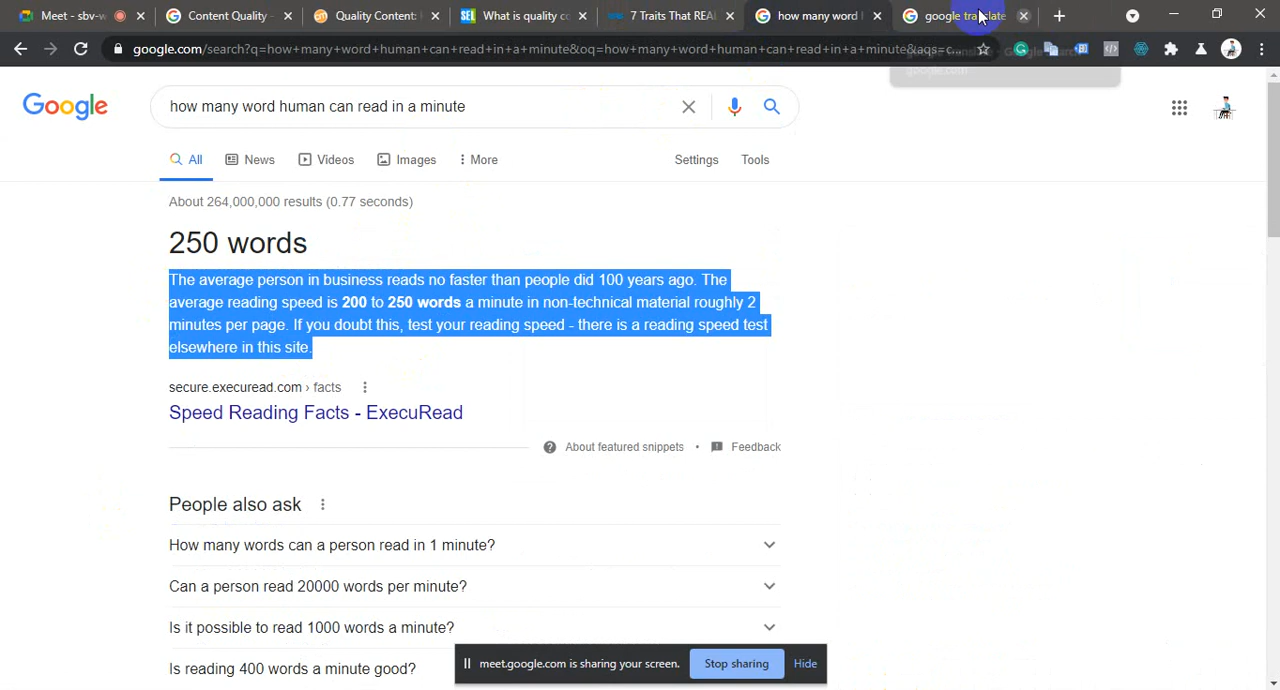 Meet - sbv-w
Content Quality
Quality Content:
SEL What is quality co
7 Traits That REA
how many word
google translate
google.com/search?q=how+many+word+human+can+read+in+a+minute&oq=how+many+word+human+can+read+in+a+minute&aqs=c...
google.com
Google
how many word human can read in a minute
All
News
Videos
Images
More
Settings
Tools
About 264,000,000 results (0.77 seconds)
250 words
The average person in business reads no faster than people did 100 years ago. The
average reading speed is 200 to 250 words a minute in non-technical material roughly 2
minutes per page. If you doubt this, test your reading speed - there is a reading speed test
elsewhere in this site.
secure.execuread.com › facts
Speed Reading Facts - ExecuRead
About featured snippets • Feedback
People also ask
How many words can a person read in 1 minute?
Can a person read 20000 words per minute?
Is it possible to read 1000 words a minute?
Is reading 400 words a minute good?
meet.google.com is sharing your screen.
Stop sharing
Hide